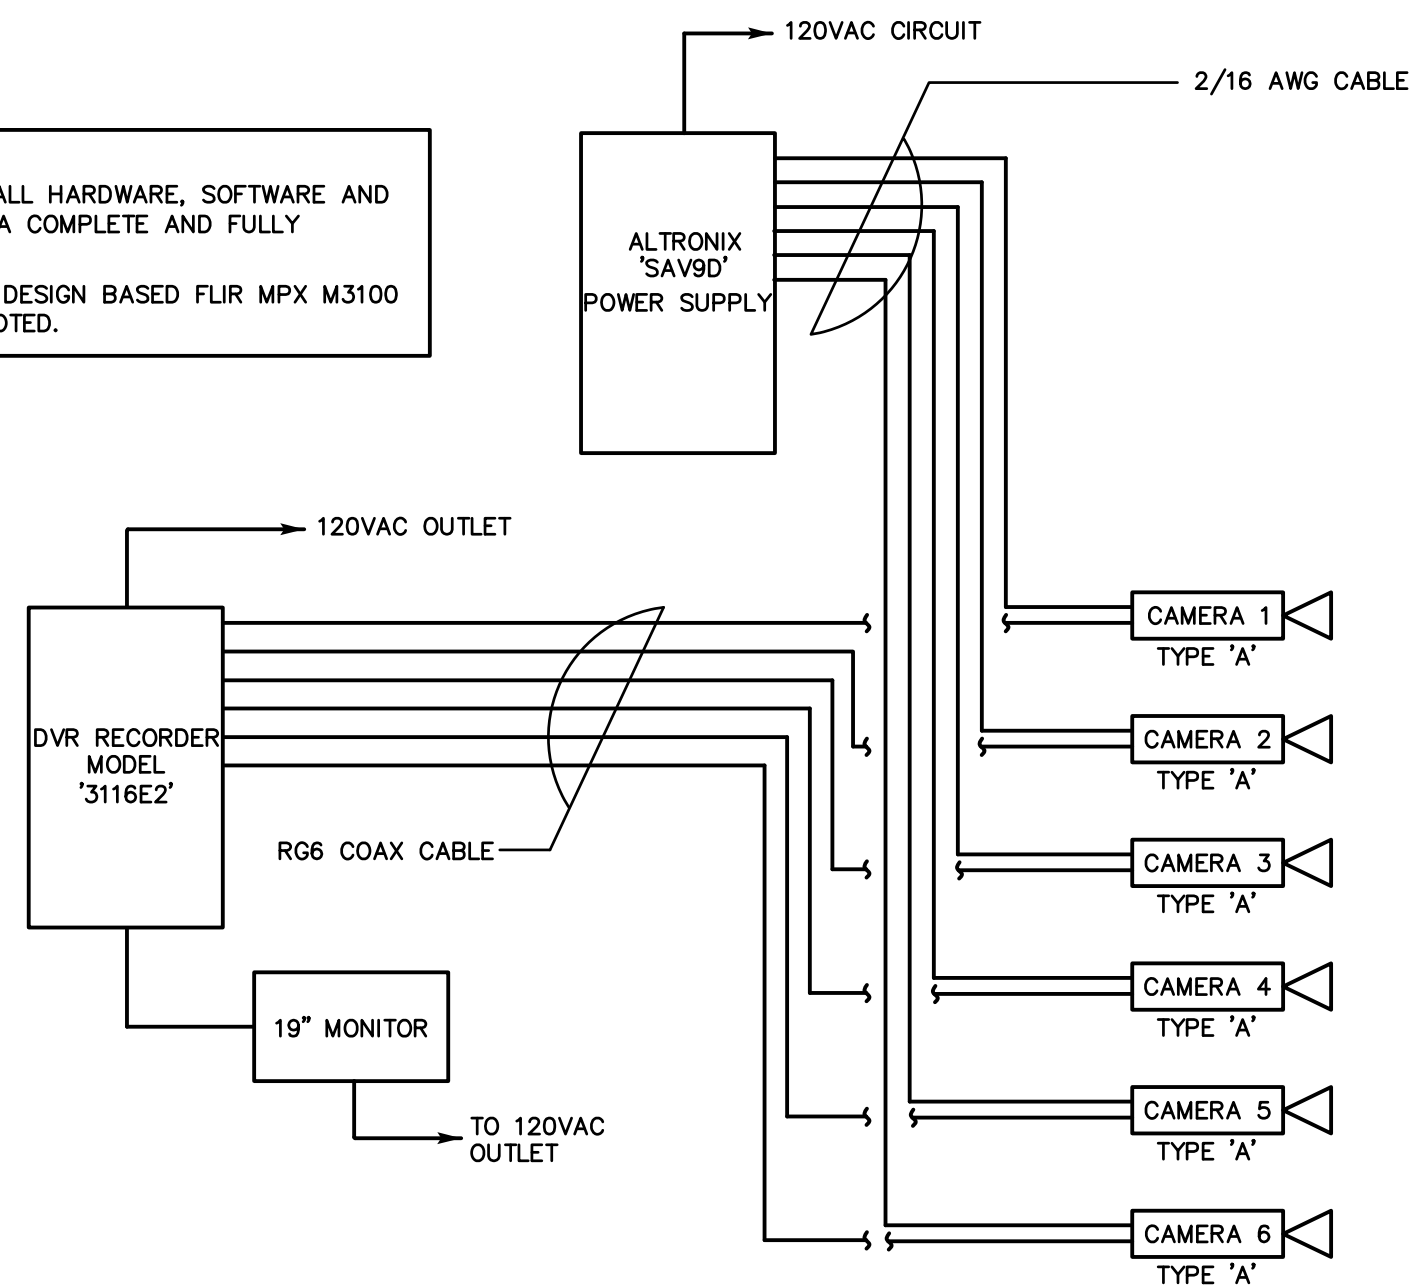 120VAC CIRCUIT
2/16 AWG CABLE
ALL HARDWARE, SOFTWARE AND
A COMPLETE AND FULLY
DESIGN BASED FLIR MPX M3100
OTED.
ALTRONIX
'SAV9D'
POWER SUPPLY
120VAC OUTLET
DVR RECORDER
MODEL
'3116E2'
RG6 COAX CABLE
19" MONITOR
TO 120VAC
OUTLET
CAMERA 1
TYPE 'A'
CAMERA 2
TYPE 'A'
CAMERA 3
TYPE 'A'
CAMERA 4
TYPE 'A'
CAMERA 5
TYPE 'A'
CAMERA 6
TYPE 'A'